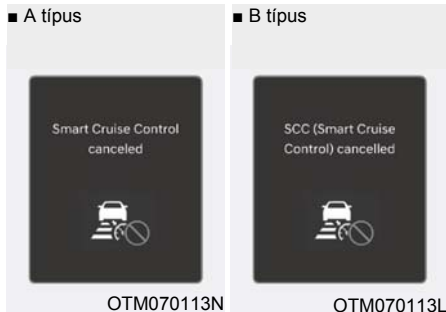 ■ A típus
■ B típus
Smart Cruise Control
canceled
SCC (Smart Cruise
Control) cancelled
OTM070113N
OTM070113L